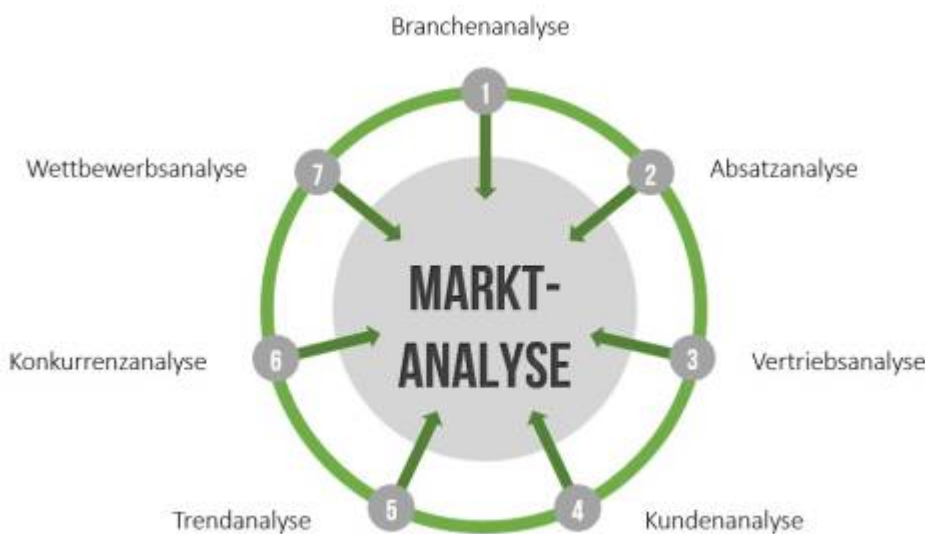 Branchenanalyse
1
Wettbewerbsanalyse
7
2
Absatzanalyse
MARKT-
ANALYSE
Konkurrenzanalyse
6
3
Vertriebsanalyse
Trendanalyse
5
4
Kundenanalyse